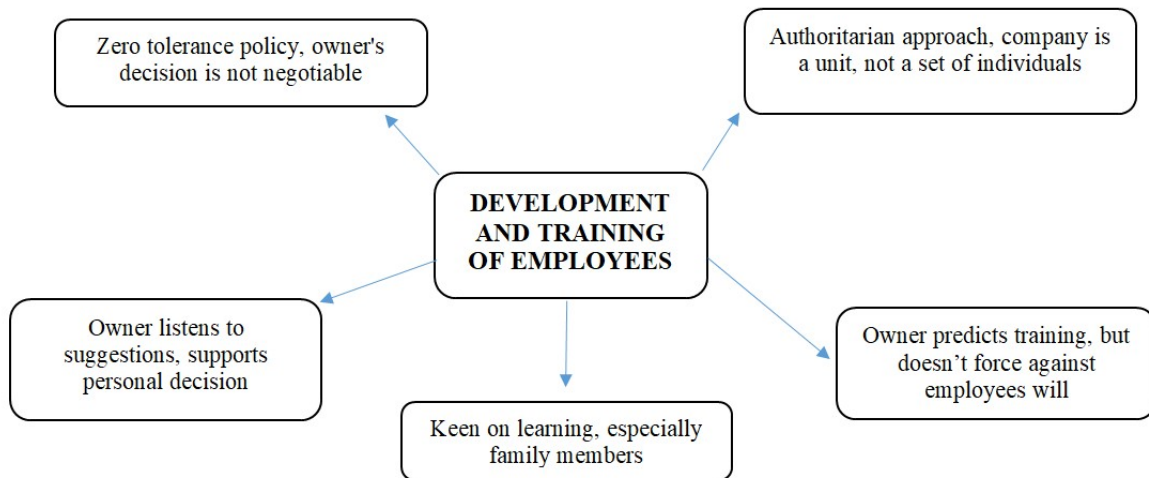 Zero tolerance policy, owner's
decision is not negotiable
Authoritarian approach, company is
a unit, not a set of individuals
DEVELOPMENT
AND TRAINING
OF EMPLOYEES
Owner listens to
suggestions, supports
personal decision
Keen on learning, especially
family members
Owner predicts training, but
doesn’t force against
employees will